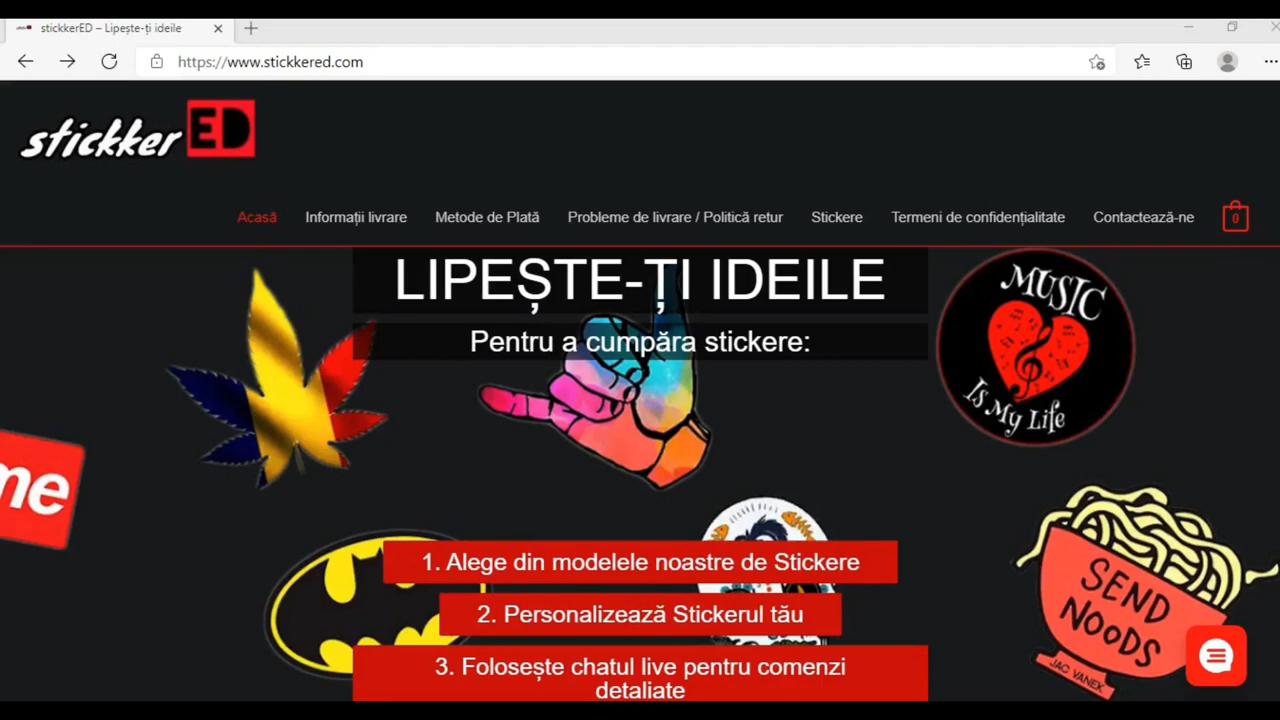 stickkerED – Lipește-ți ideile
https://www.stickkered.com
stickker ED
Acasă Informații livrare Metode de Plată Probleme de livrare / Politică retur Stickere Termeni de confidențialitate Contactează-ne 0
LIPEȘTE-ȚI IDEILE
Pentru a cumpăra stickere:
MUSIC
Is My Life
me
1. Alege din modelele noastre de Stickere
2. Personalizează Stickerul tău
3. Folosește chatul live pentru comenzi
detaliate
SEND
NOODS
JAC VANEK